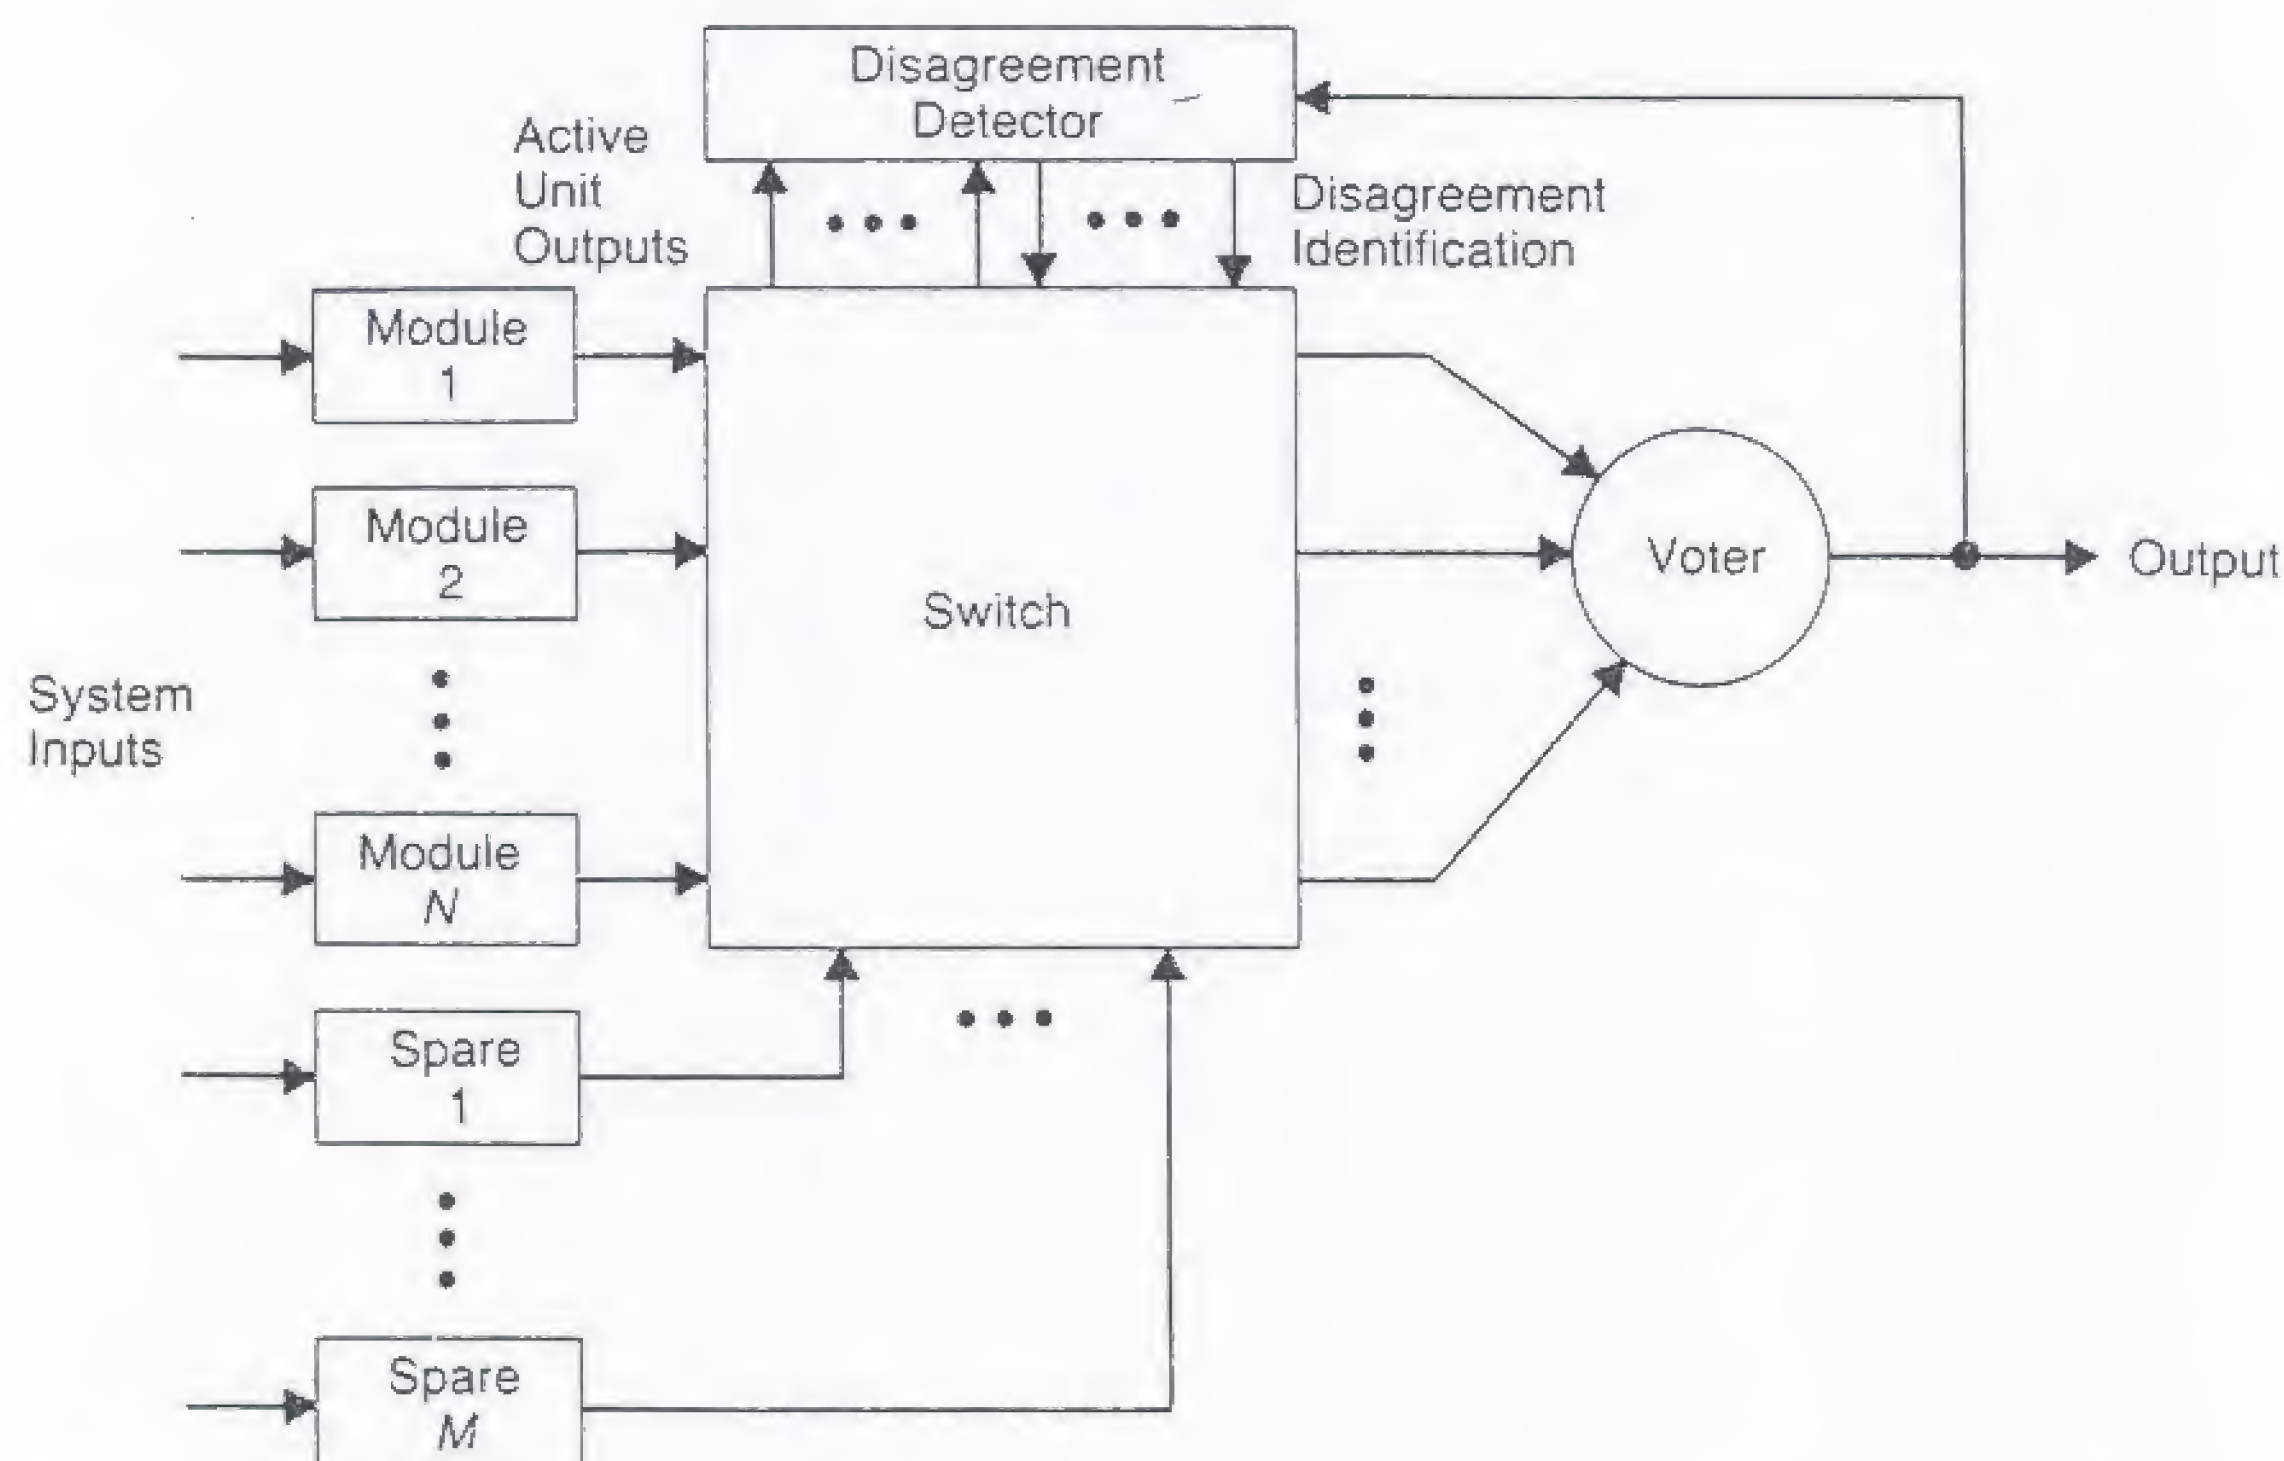 Disagreement
Detector
Active
Unit
Outputs
Disagreement
Identification
Module
1
Module
2
Switch
Voter
Output
System
Inputs
Module
N
Spare
1
Spare
M